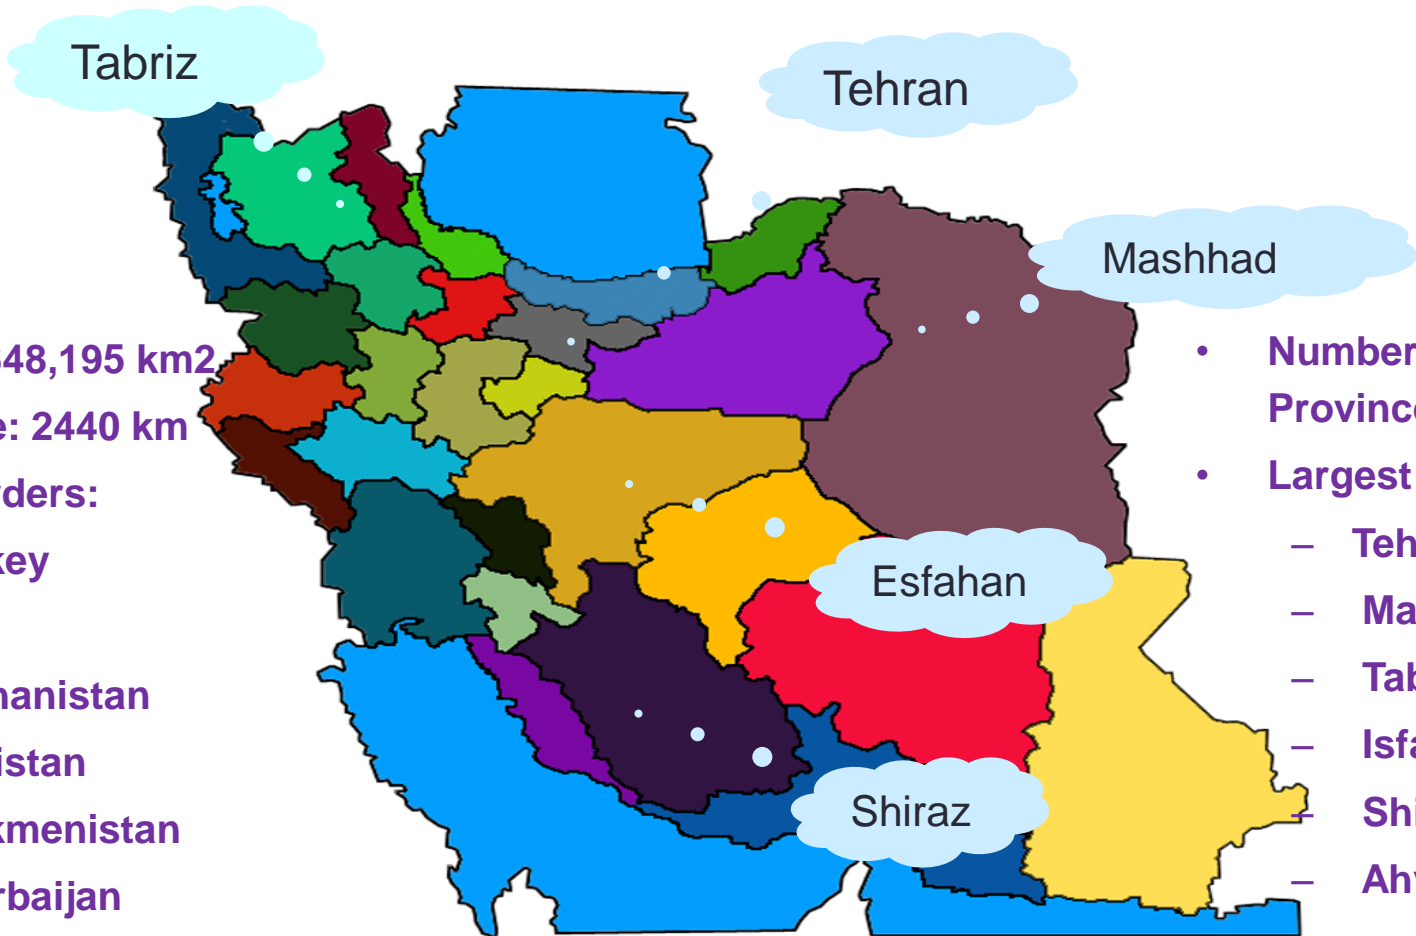 Tabriz
Tehran
Mashhad
Esfahan
Shiraz
48,195 km2
: 2440 km
ders:
key
hanistan
istan
kmenistan
rbaijan
• Number
Province
• Largest
– Teh
– Ma
– Tab
– Isfa
– Shi
– Ah